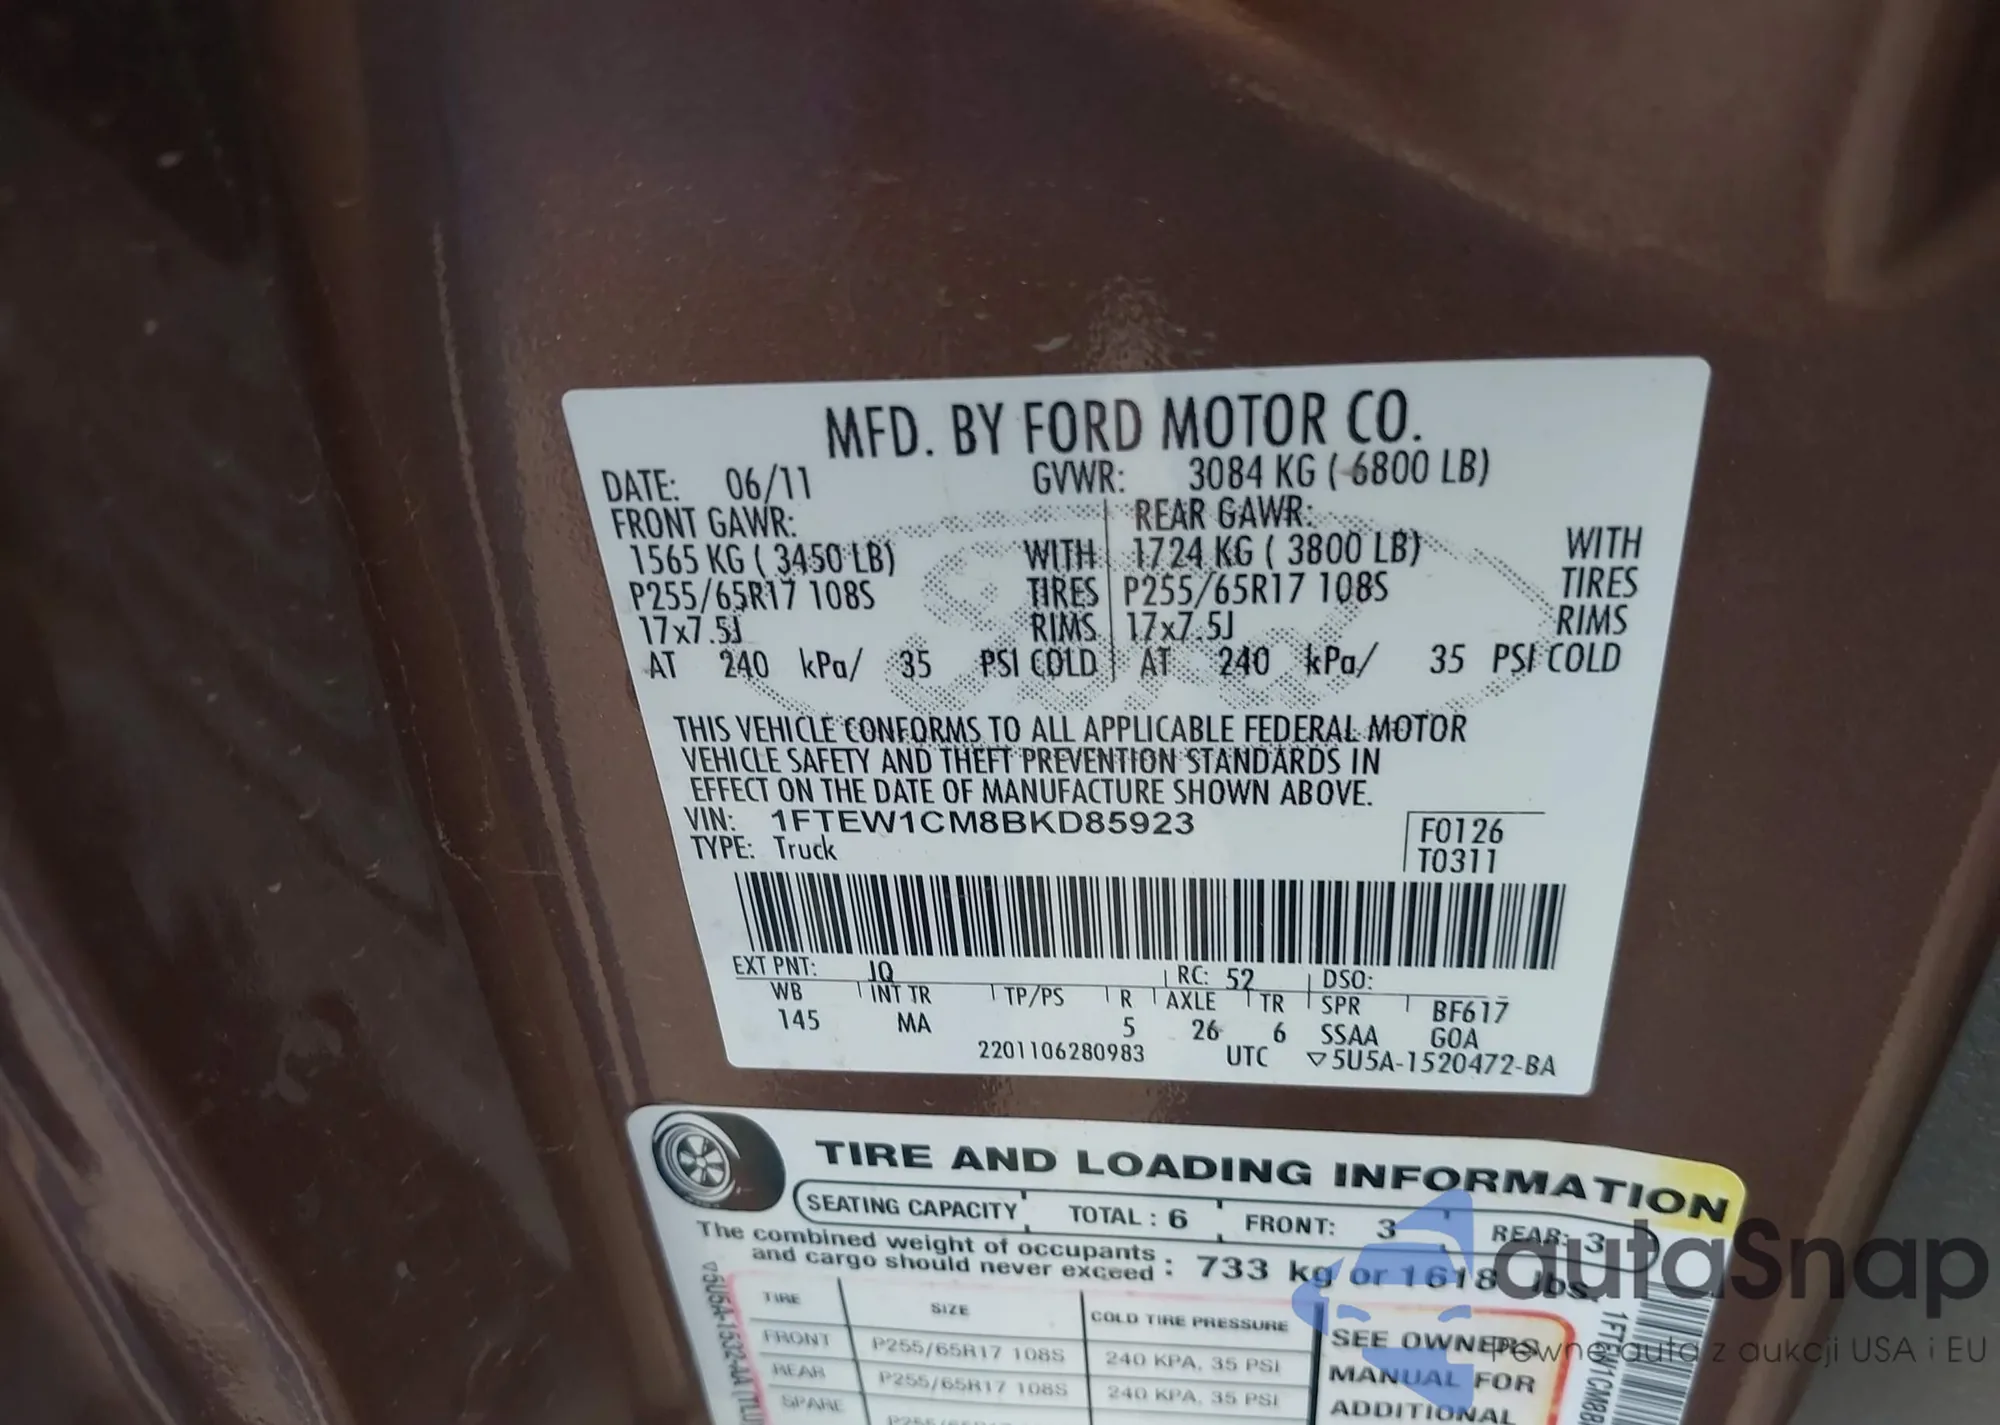 MFD. BY FORD MOTOR CO.
DATE: 06/11 GVWR: 3084 KG ( 6800 LB)
FRONT GAWR: REAR GAWR:
1565 KG ( 3450 LB) WITH 1724 KG ( 3800 LB) WITH
P255/65R17 108S TIRES P255/65R17 108S TIRES
17x7.5J RIMS 17x7.5J RIMS
AT 240 kPa/ 35 PSI COLD AT 240 kPa/ 35 PSI COLD
Ford
THIS VEHICLE CONFORMS TO ALL APPLICABLE FEDERAL MOTOR
VEHICLE SAFETY AND THEFT PREVENTION STANDARDS IN
EFFECT ON THE DATE OF MANUFACTURE SHOWN ABOVE.
VIN: 1FTEW1CM8BKD85923 F0126
TYPE: Truck T0311
EXT PNT: JQ RC: 52 DSO:
WB INT TR TP/PS R AXLE TR SPR BF617
145 MA 5 26 6 SSAA GOA
2201106280983 UTC ▽5U5A-1520472-BA
TIRE AND LOADING INFORMATION
SEATING CAPACITY TOTAL : 6 FRONT: 3 REAR: 3
The combined weight of occupants
and cargo should never exceed : 733 kg or 1618 lbs.
TIRE SIZE COLD TIRE PRESSURE SEE OWNERS
FRONT P255/65R17 108S 240 KPA, 35 PSI MANUAL FOR
REAR P255/65R17 108S 240 KPA, 35 PSI ADDITIONAL
SPARE
autaSnap
Pewne auta z aukcji USA i EU